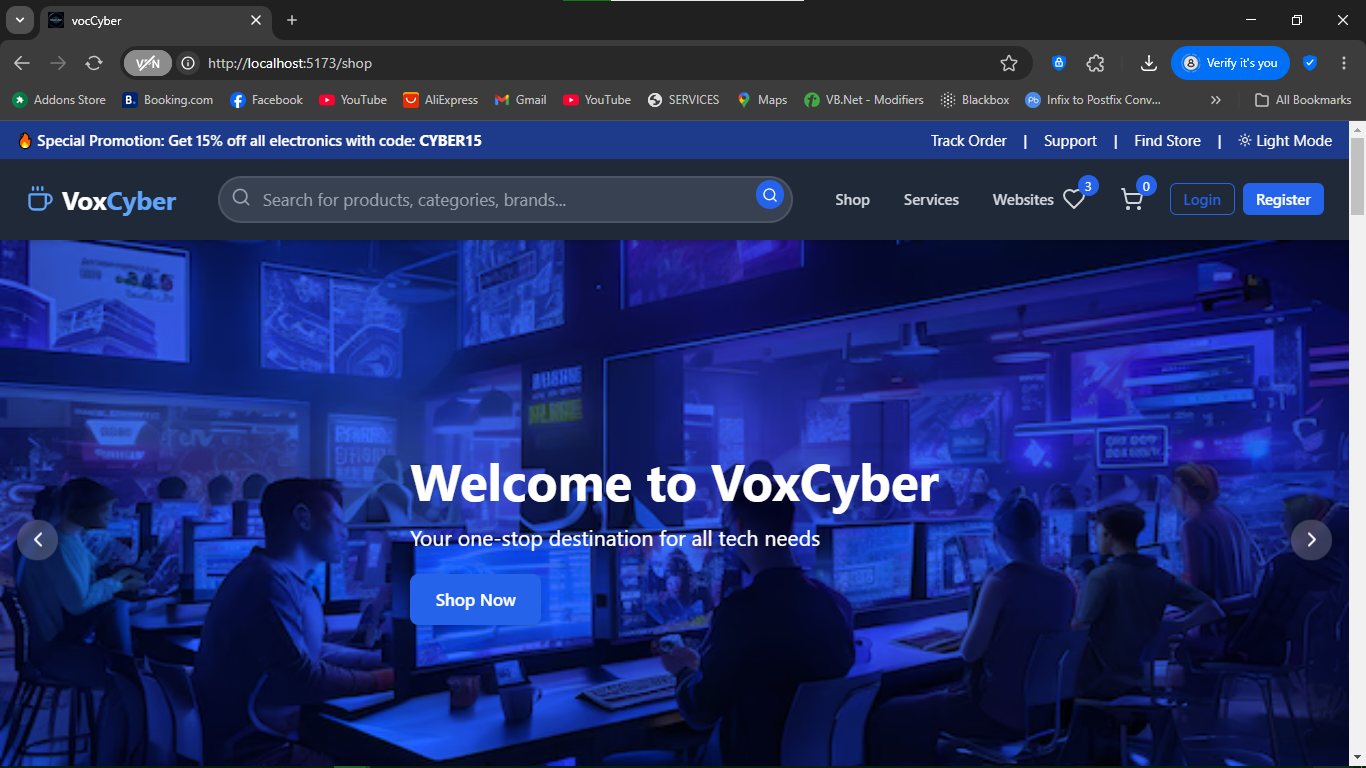 vocCyber
VPN
http://localhost:5173/shop
Verify it's you
Addons Store
B. Booking.com
Facebook
YouTube
AliExpress
Gmail
YouTube
SERVICES
Maps
VB.Net - Modifiers
Blackbox
Pb Infix to Postfix Conv...
All Bookmarks
Special Promotion: Get 15% off all electronics with code: CYBER15
Track Order | Support | Find Store | Light Mode
VoxCyber
Search for products, categories, brands...
Shop
Services
Websites
3
0
Login
Register
Welcome to VoxCyber
Your one-stop destination for all tech needs
Shop Now